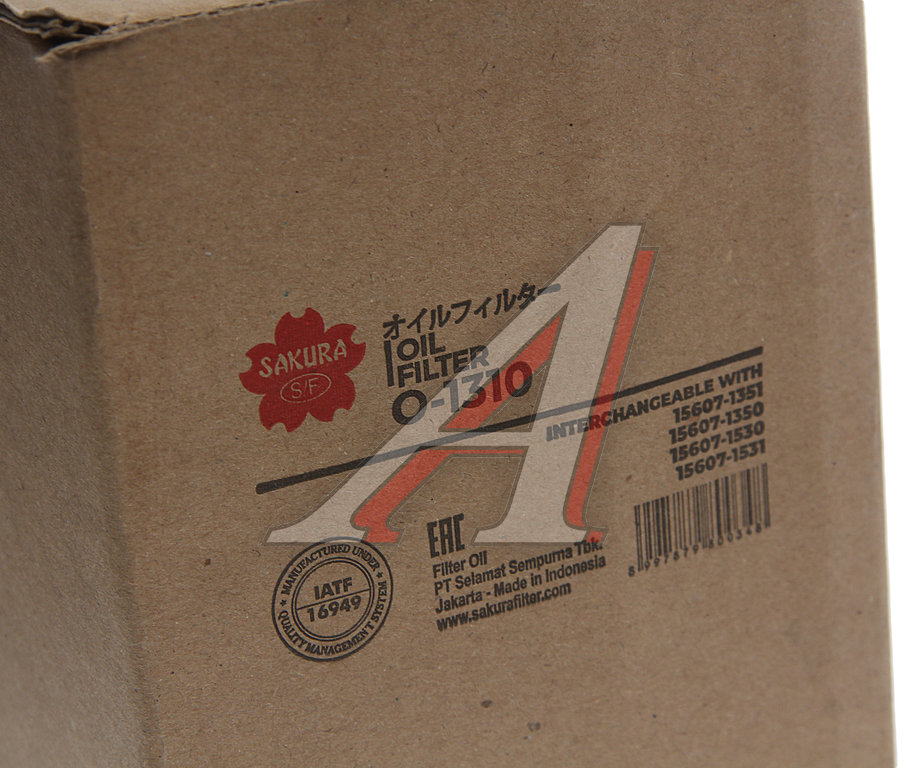 SAKURA
S/F
オイルフィルター
OIL
FILTER
O-1310
INTERCHANGEABLE WITH
15607-1351
15607-1350
15607-1530
15607-1531
EAC
Filter Oil
PT Selamat Sempurna Tbk.
Jakarta - Made in Indonesia
www.sakurafilter.com
MANUFACTURED UNDER
IATF
16949
QUALITY MANAGEMENT SYSTEM
A